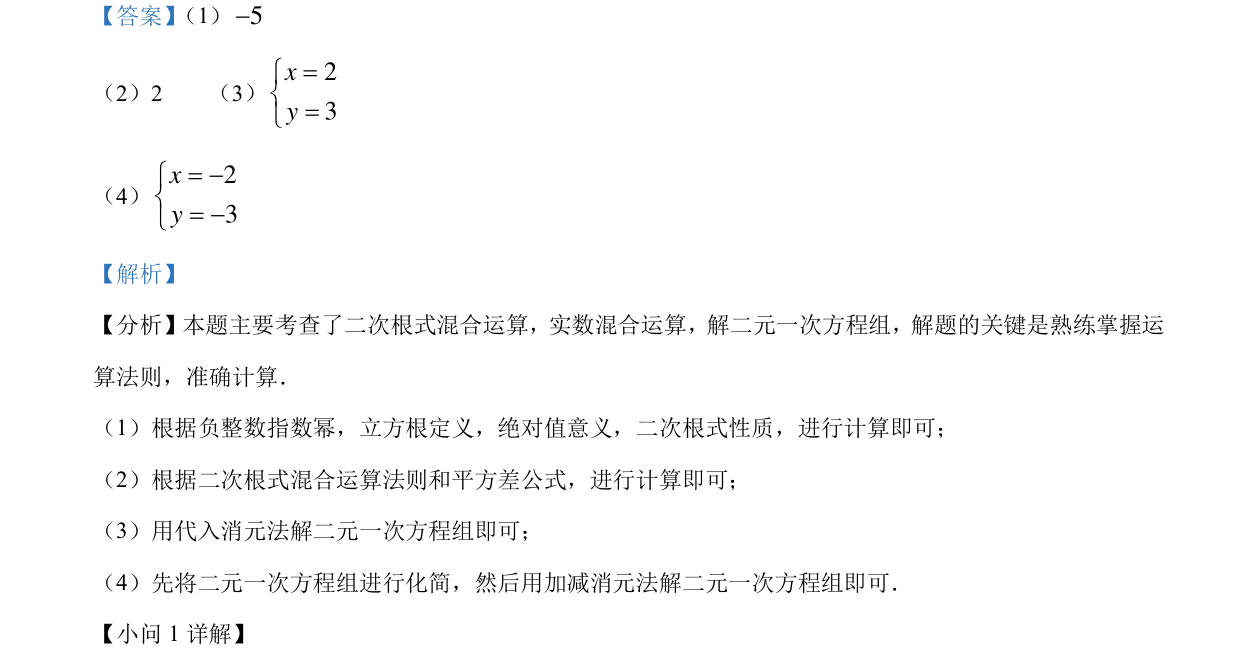 【答案】（1）−5
（2）2 （3）{x = 2
y = 3
（4）{x = −2
y = −3
【解析】
【分析】本题主要考查了二次根式混合运算，实数混合运算，解二元一次方程组，解题的关键是熟练掌握运
算法则，准确计算．
（1）根据负整数指数幂，立方根定义，绝对值意义，二次根式性质，进行计算即可；
（2）根据二次根式混合运算法则和平方差公式，进行计算即可；
（3）用代入消元法解二元一次方程组即可；
（4）先将二元一次方程组进行化简，然后用加减消元法解二元一次方程组即可．
【小问 1 详解】